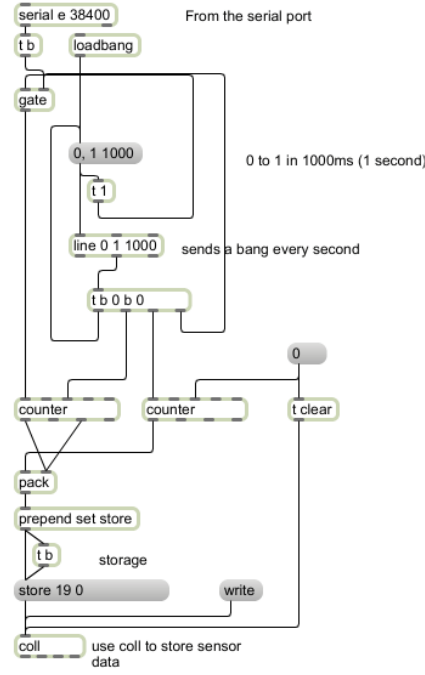 serial e 38400
From the serial port
t b
loadbang
gate
0, 1 1000
0 to 1 in 1000ms (1 second)
t 1
line 0 1 1000
sends a bang every second
t b 0 b 0
0
counter
counter
t clear
pack
prepend set store
t b
storage
store 19 0
write
coll
use coll to store sensor
data